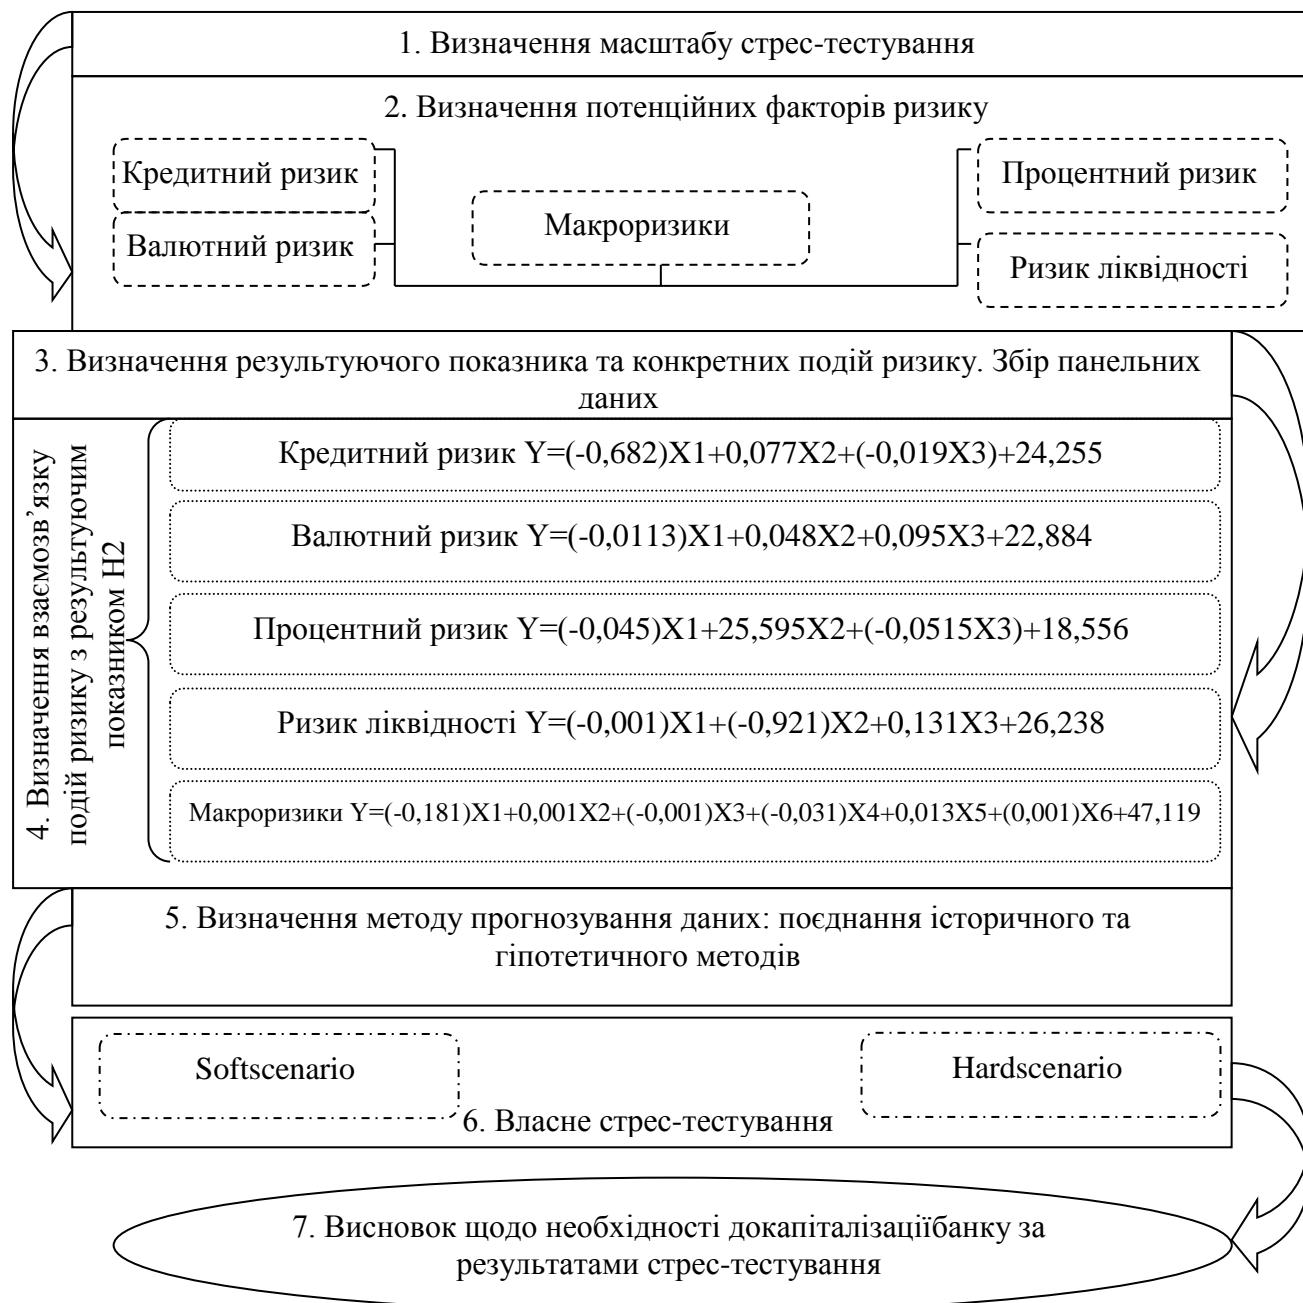 1. Визначення масштабу стрес-тестування
2. Визначення потенційних факторів ризику
Кредитний ризик
Валютний ризик
Макроризики
Процентний ризик
Ризик ліквідності
3. Визначення результуючого показника та конкретних подій ризику. Збір панельних
даних
4. Визначення взаємозв’язку
подій ризику з результуючим
показником Н2
Кредитний ризик Y=(-0,682)X1+0,077X2+(-0,019X3)+24,255
Валютний ризик Y=(-0,0113)X1+0,048X2+0,095X3+22,884
Процентний ризик Y=(-0,045)X1+25,595X2+(-0,0515X3)+18,556
Ризик ліквідності Y=(-0,001)X1+(-0,921)X2+0,131X3+26,238
Макроризики Y=(-0,181)X1+0,001X2+(-0,001)X3+(-0,031)X4+0,013X5+(0,001)X6+47,119
5. Визначення методу прогнозування даних: поєднання історичного та
гіпотетичного методів
Softscenario
Hardscenario
6. Власне стрес-тестування
7. Висновок щодо необхідності докапіталізаціїбанку за
результатами стрес-тестування